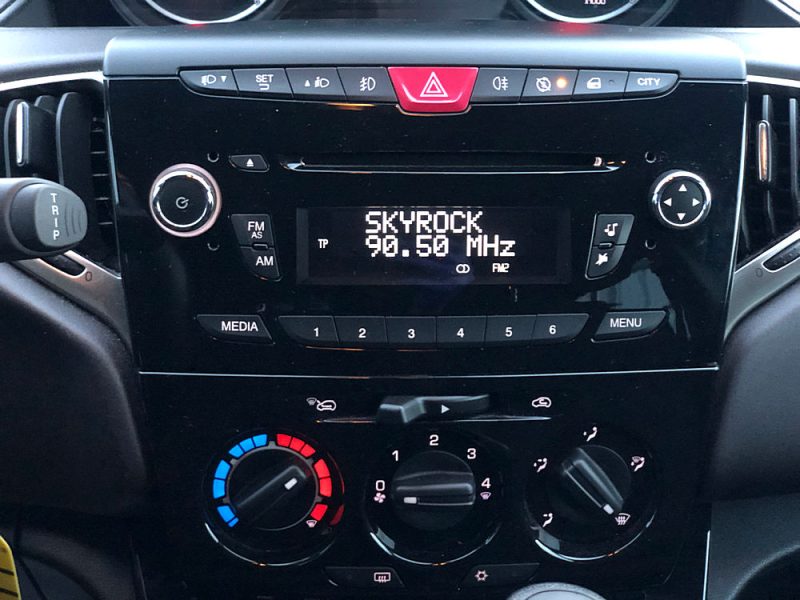 SET
CITY
TRIP
FM
AS
AM
TP
SKYROCK
90.50 MHz
FM2
MEDIA
1 2 3 4 5 6
MENU
0 1 2 3 4
0